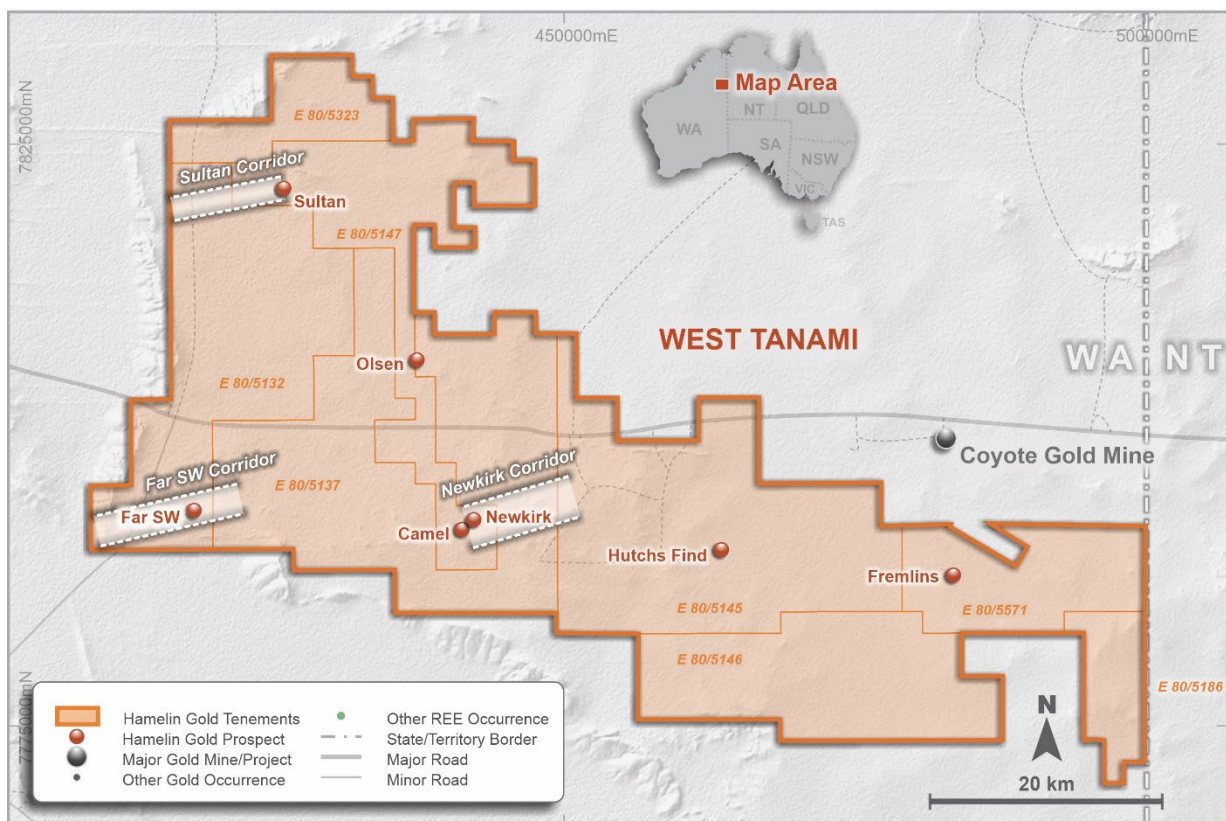 450000mE
500000mE
7825000mN
7775000mN
Map Area
WA
NT
QLD
SA
NSW
VIC
TAS
E 80/5323
Sultan Corridor
Sultan
E 80/5147
WEST TANAMI
Olsen
WA NT
E 80/5132
Coyote Gold Mine
Far SW Corridor
Newkirk Corridor
E 80/5137
Far SW
Newkirk
Camel
Hutchs Find
Fremlins
E 80/5145
E 80/5571
E 80/5146
E 80/5186
Hamelin Gold Tenements
Hamelin Gold Prospect
Major Gold Mine/Project
Other Gold Occurrence
Other REE Occurrence
State/Territory Border
Major Road
Minor Road
N
20 km